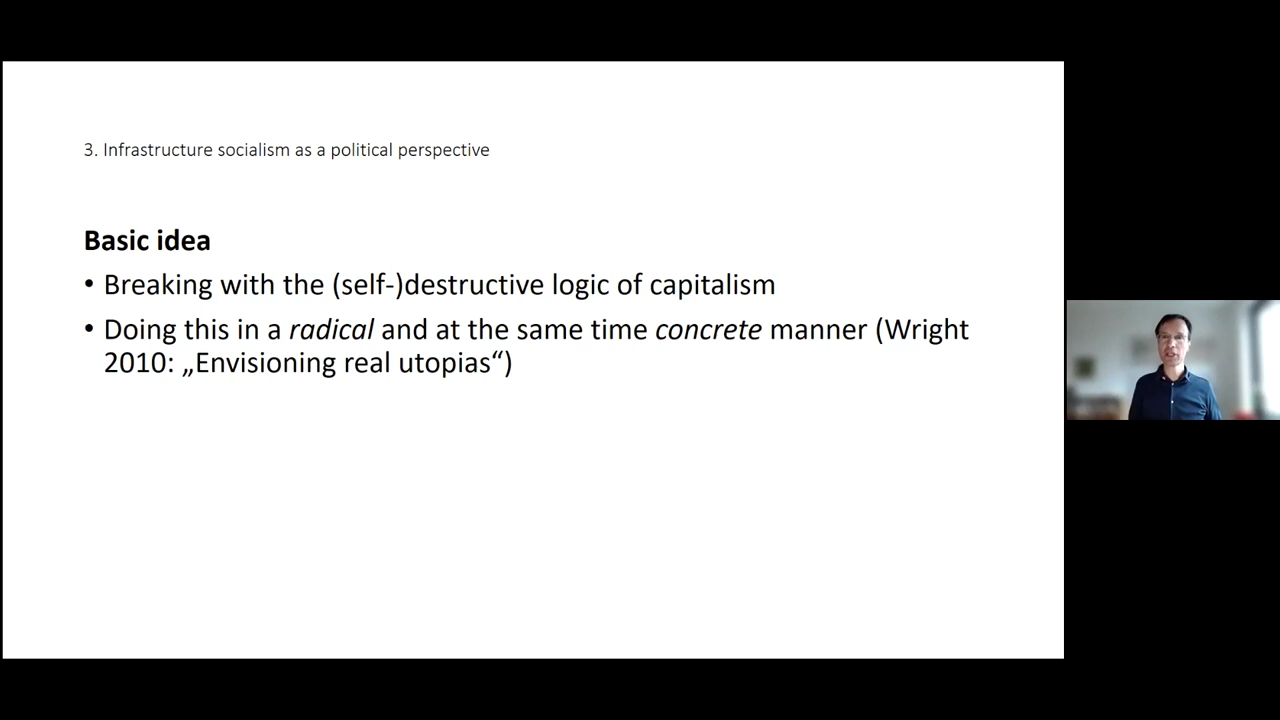 3. Infrastructure socialism as a political perspective
Basic idea
• Breaking with the (self-)destructive logic of capitalism
• Doing this in a radical and at the same time concrete manner (Wright
2010: „Envisioning real utopias“)